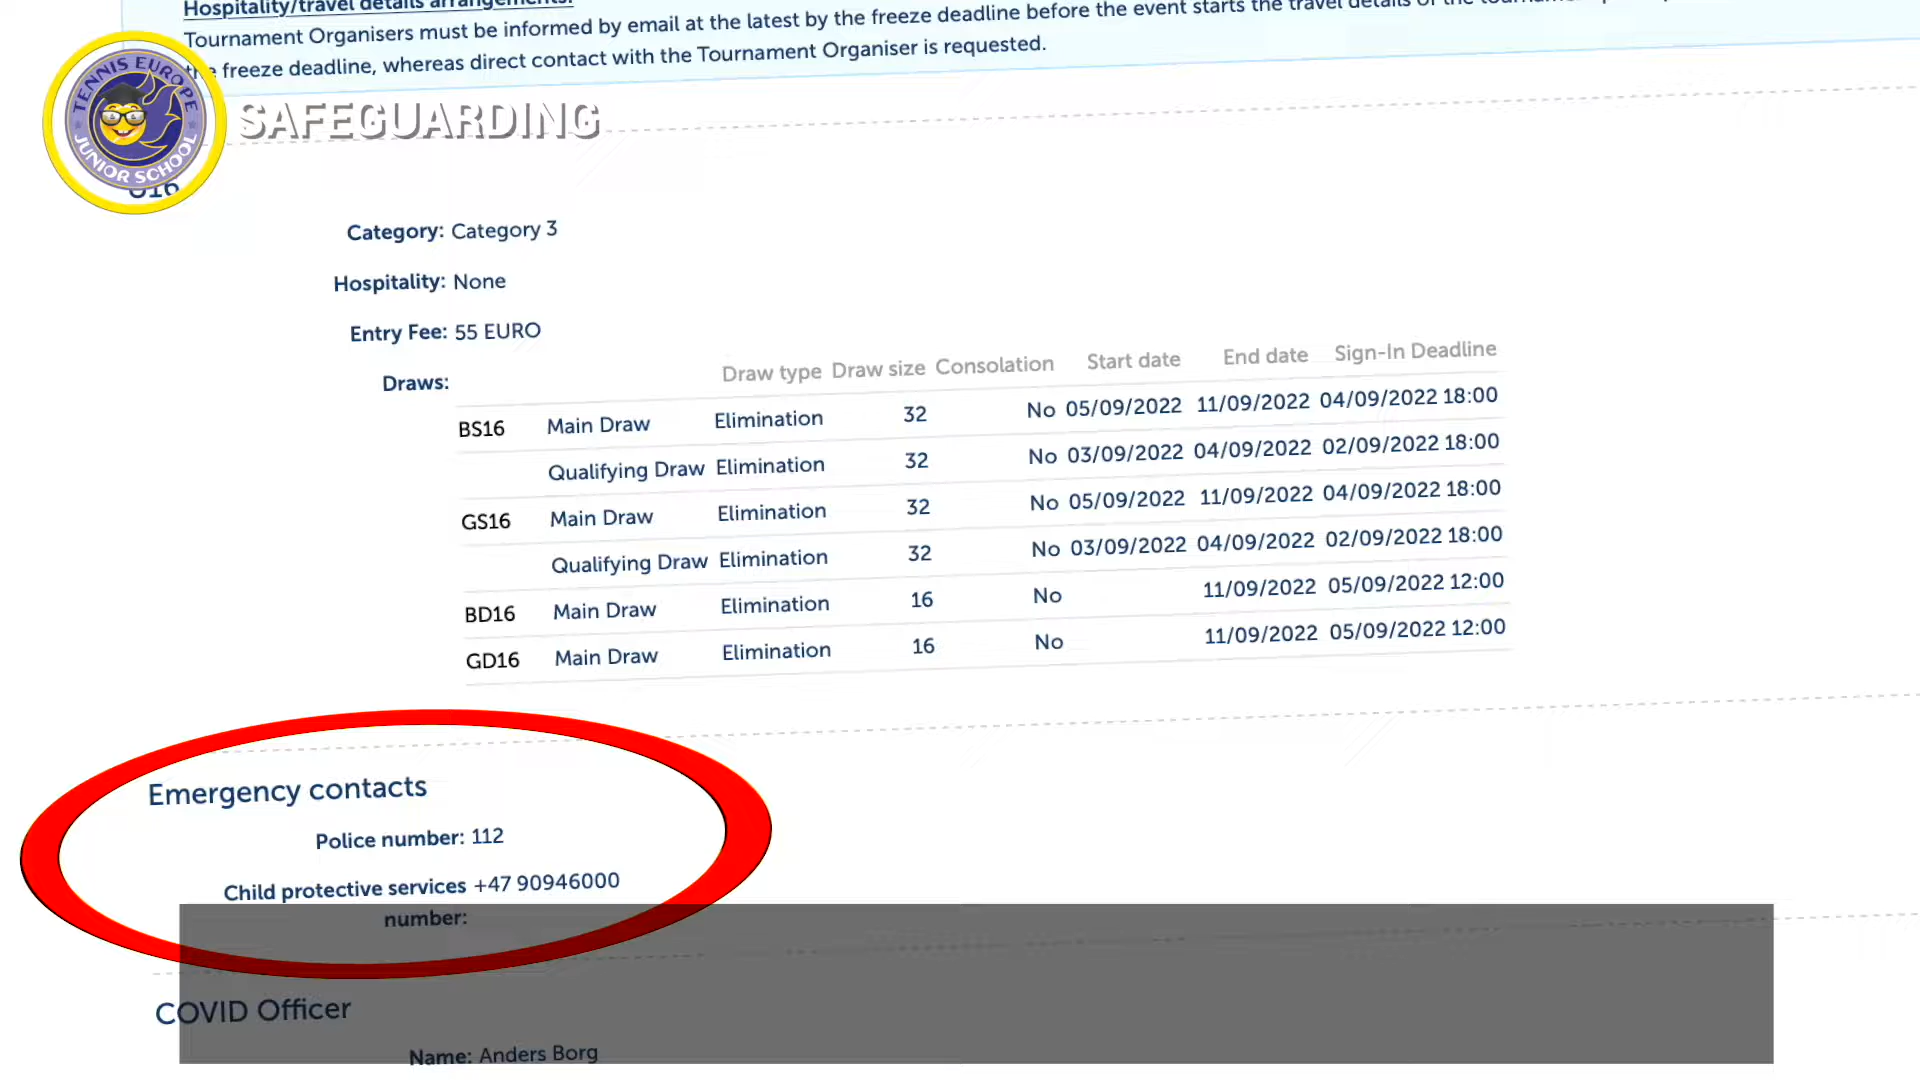 Hospitality/travel details arrangements:
Tournament Organisers must be informed by email at the latest by the freeze deadline before the event starts the travel details of the
the freeze deadline, whereas direct contact with the Tournament Organiser is requested.
TENNIS EUROPE
JUNIOR SCHOOL
SAFEGUARDING
U16
Category: Category 3
Hospitality: None
Entry Fee: 55 EURO
Draws:
Draw type Draw size Consolation Start date End date Sign-In Deadline
BS16 Main Draw Elimination 32 No 05/09/2022 11/09/2022 04/09/2022 18:00
Qualifying Draw Elimination 32 No 03/09/2022 04/09/2022 02/09/2022 18:00
GS16 Main Draw Elimination 32 No 05/09/2022 11/09/2022 04/09/2022 18:00
Qualifying Draw Elimination 32 No 03/09/2022 04/09/2022 02/09/2022 18:00
BD16 Main Draw Elimination 16 No 11/09/2022 05/09/2022 12:00
GD16 Main Draw Elimination 16 No 11/09/2022 05/09/2022 12:00
Emergency contacts
Police number: 112
Child protective services +47 90946000
number:
COVID Officer
Name: Anders Borg